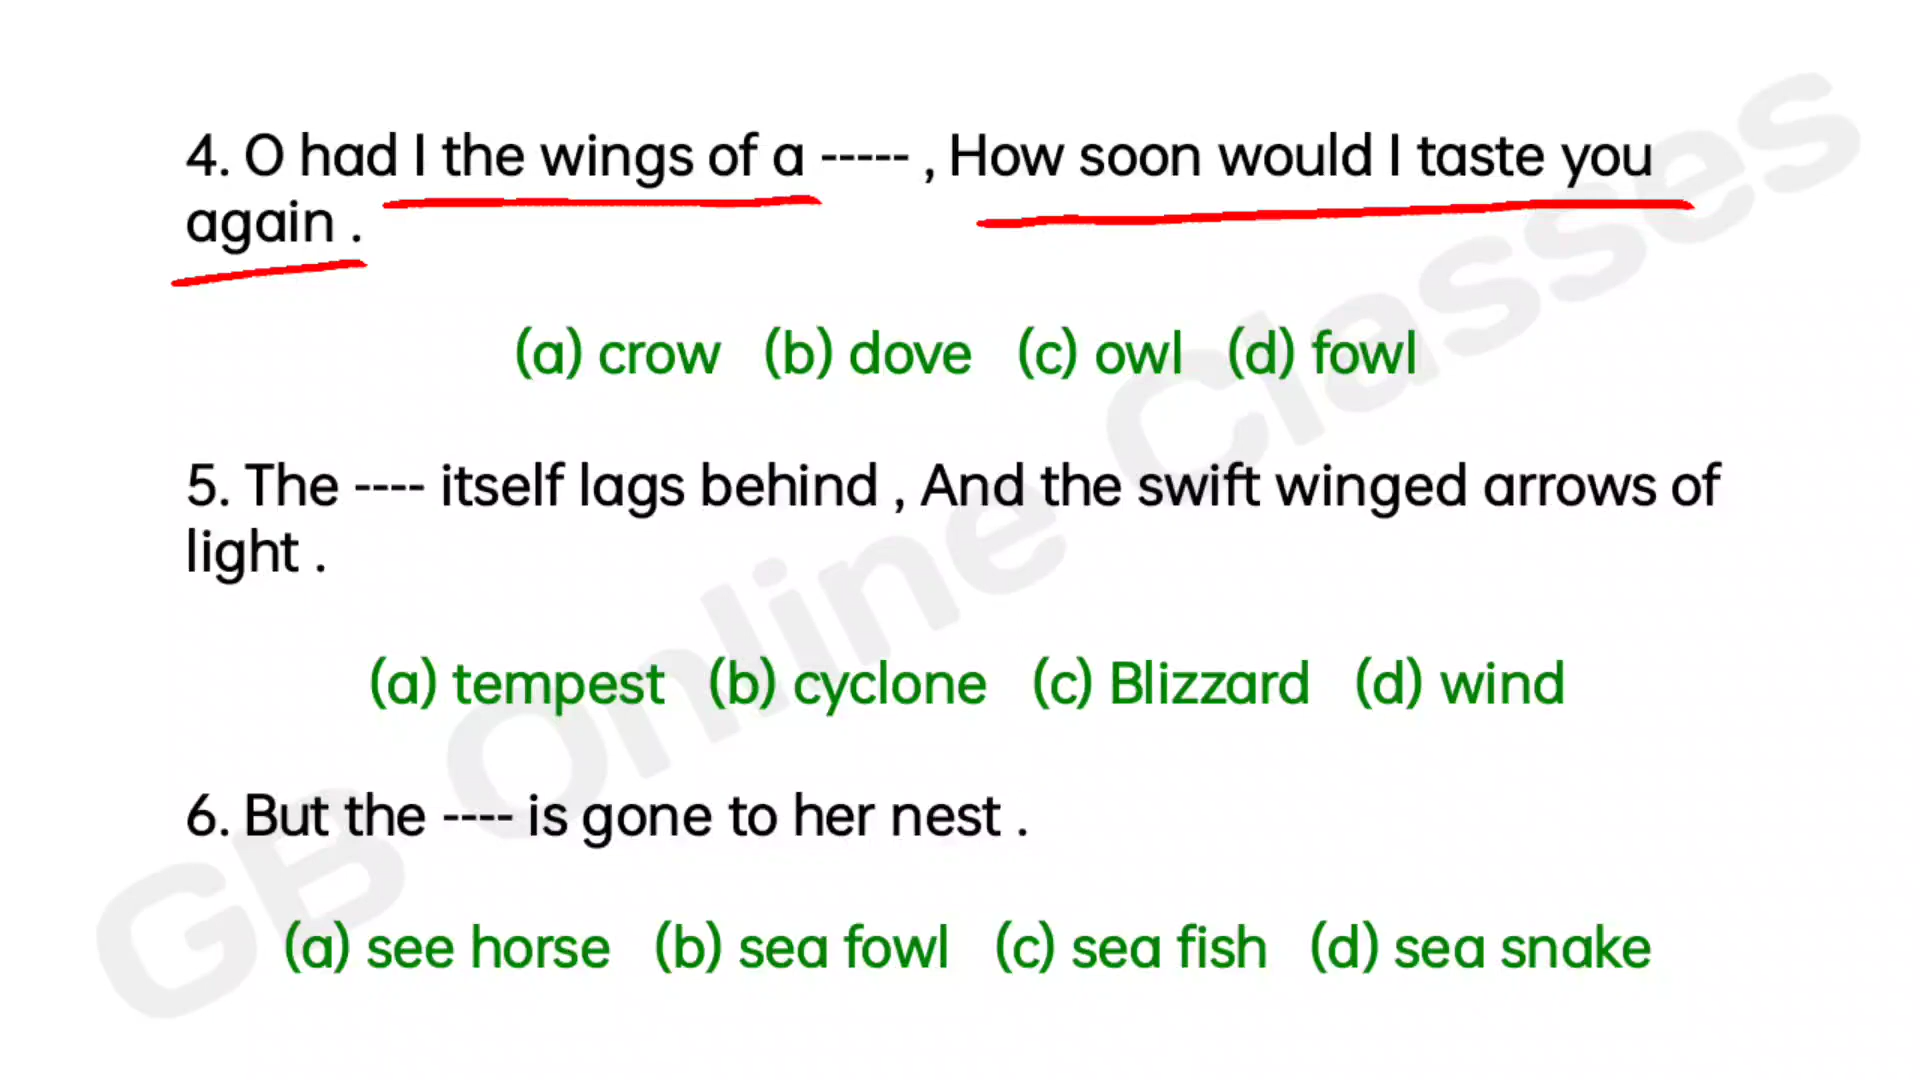 4. O had I the wings of a ----- , How soon would I taste you
again .
(a) crow (b) dove (c) owl (d) fowl
5. The ---- itself lags behind , And the swift winged arrows of
light .
(a) tempest (b) cyclone (c) Blizzard (d) wind
6. But the ---- is gone to her nest .
(a) see horse (b) sea fowl (c) sea fish (d) sea snake
GB Online Classes